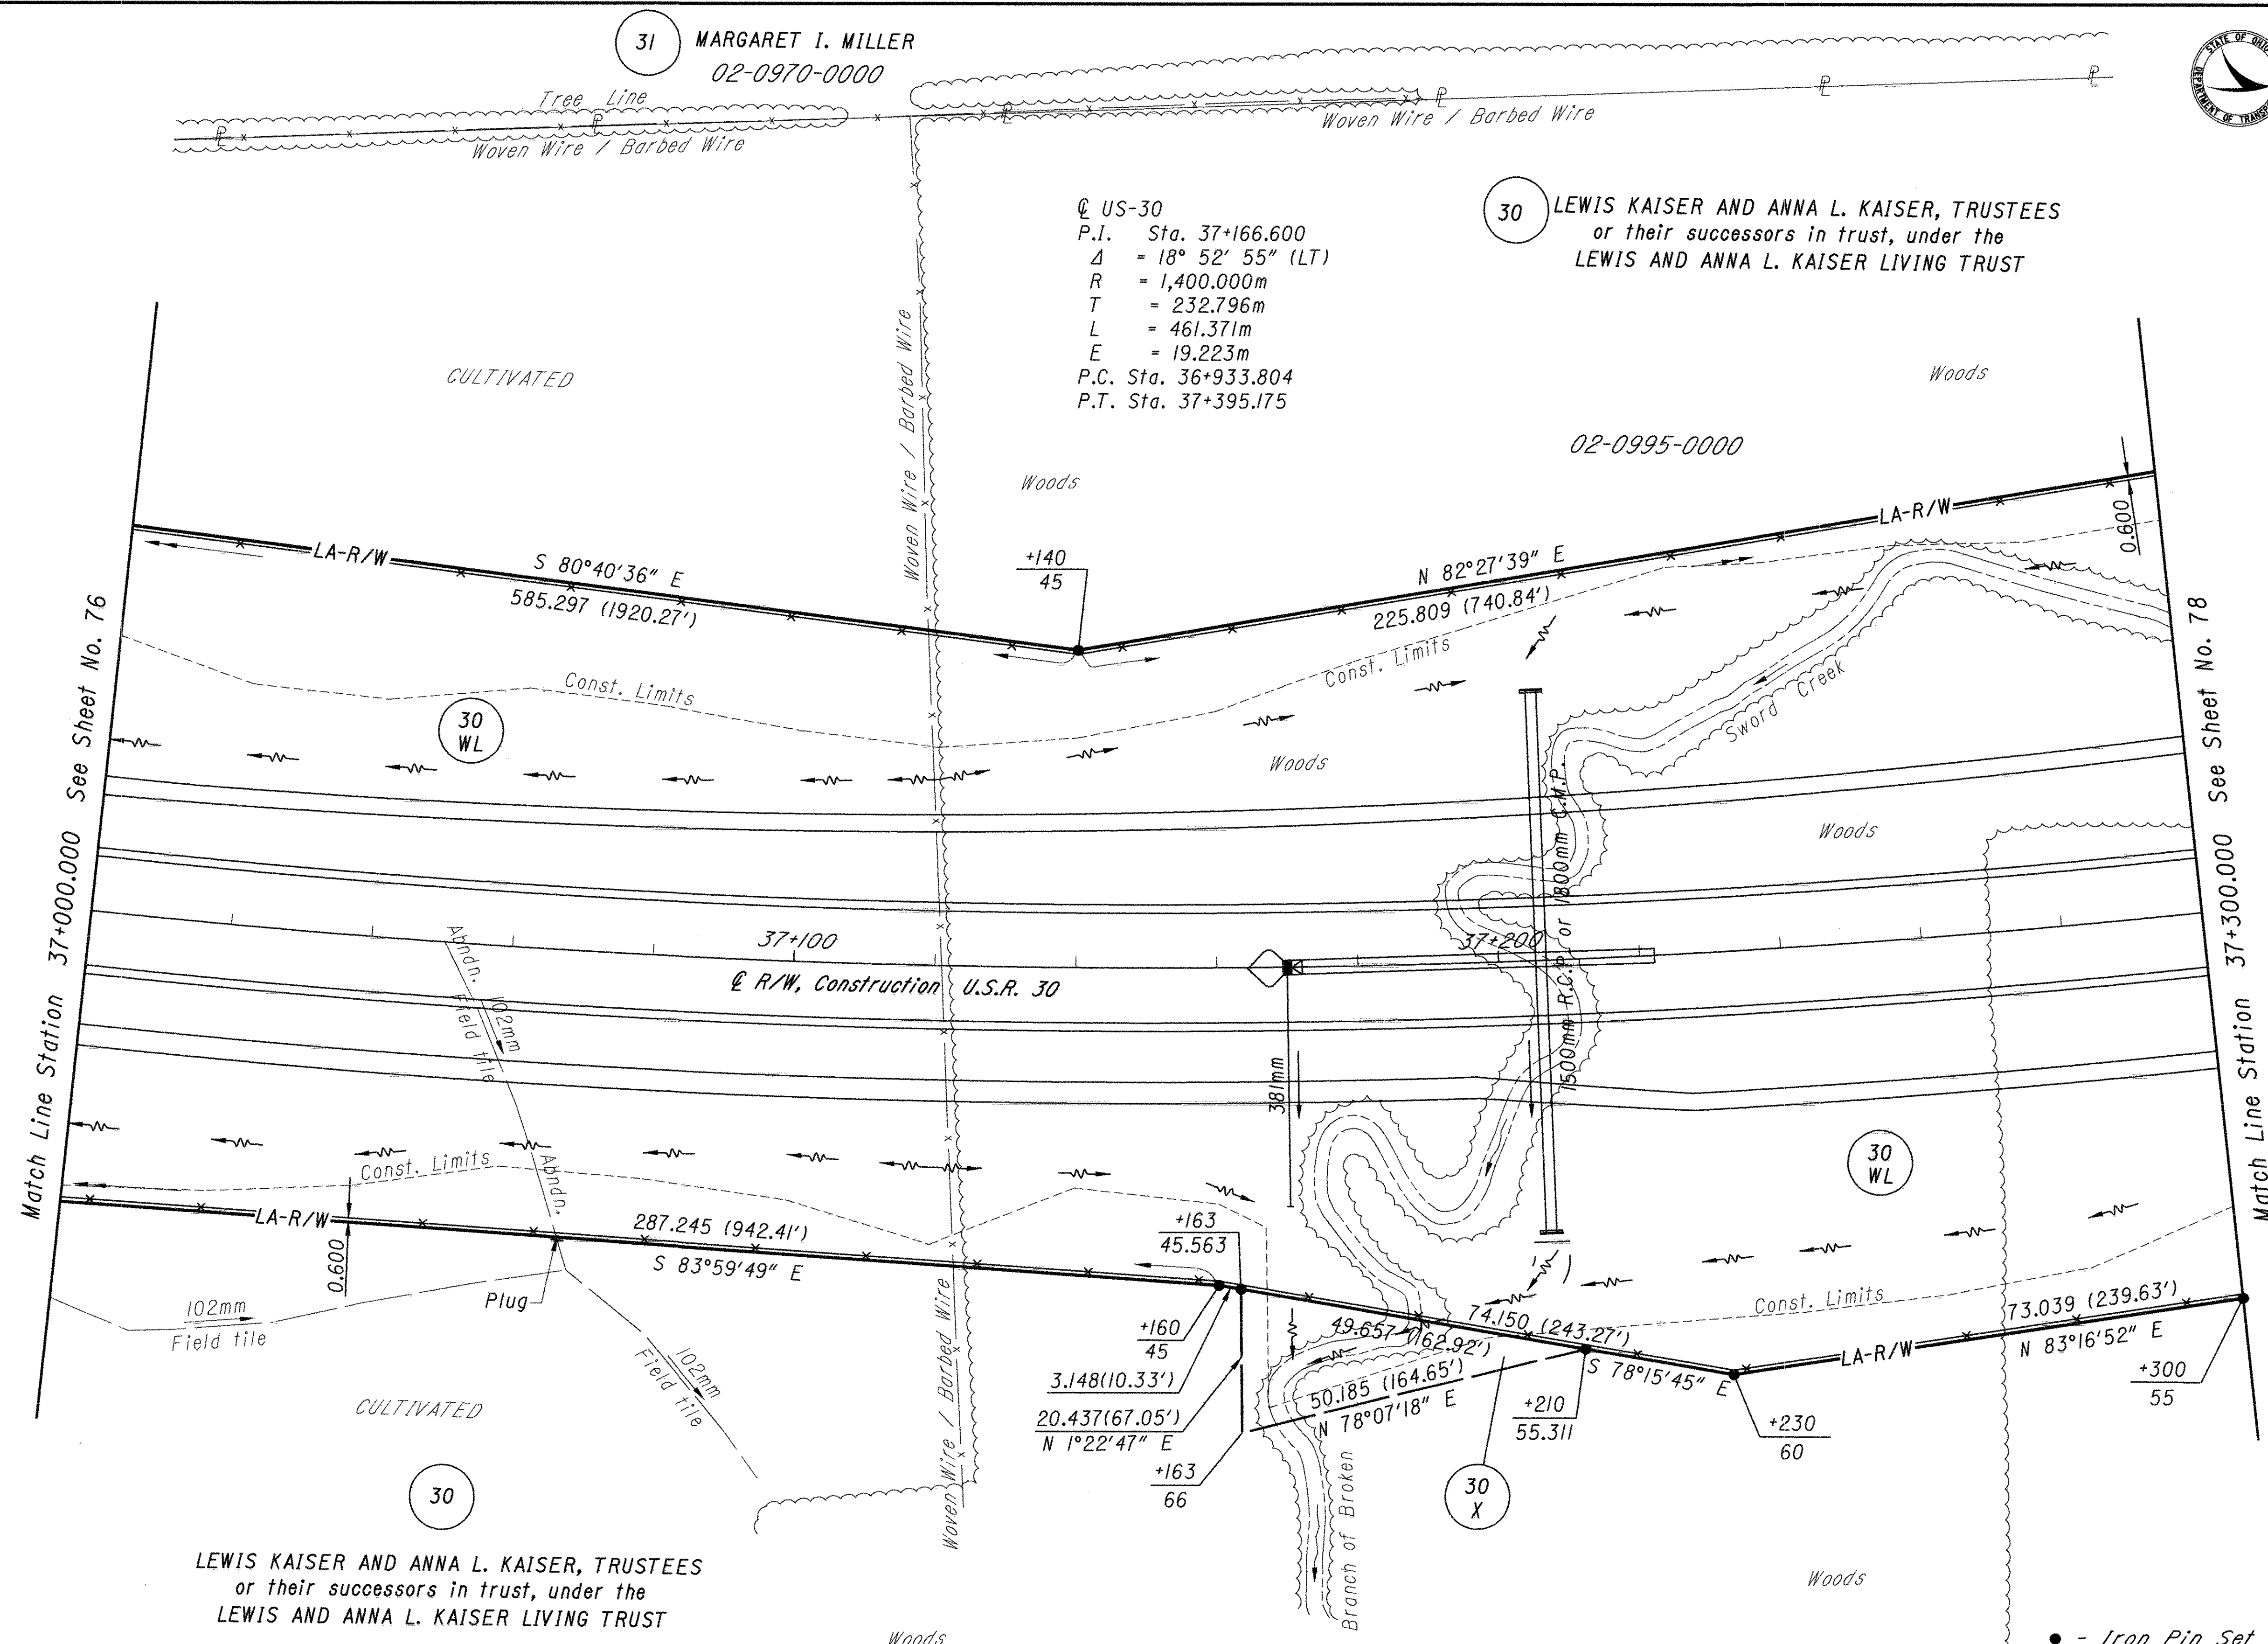 31
MARGARET I. MILLER
02-0970-0000
Tree Line
Woven Wire / Barbed Wire
Woven Wire / Barbed Wire
STATE OF OHIO
℄ US-30
P.I. Sta. 37+166.600
Δ = 18° 52' 55" (LT)
R = 1,400.000m
T = 232.796m
L = 461.371m
E = 19.223m
P.C. Sta. 36+933.804
P.T. Sta. 37+395.175
30
LEWIS KAISER AND ANNA L. KAISER, TRUSTEES
or their successors in trust, under the
LEWIS AND ANNA L. KAISER LIVING TRUST
CULTIVATED
Woods
02-0995-0000
Woods
Woven Wire / Barbed Wire
LA-R/W
S 80°40'36" E
585.297 (1920.27')
+140
45
N 82°27'39" E
225.809 (740.84')
LA-R/W
0.600
Const. Limits
Const. Limits
30
WL
Woods
Sword Creek
Woods
Match Line Station 37+000.000 See Sheet No. 76
Match Line Station 37+300.000 See Sheet No. 78
37+100
37+200
℄ R/W, Construction U.S.R. 30
1500mm R.C.P. or 1800mm C.M.P.
Abndn. 102mm
Field tile
381mm
30
WL
Const. Limits
Abndn.
LA-R/W
0.600
287.245 (942.41')
S 83°59'49" E
Plug
102mm
Field tile
102mm
Field tile
+163
45.563
+160
45
3.148(10.33')
20.437(67.05')
N 1°22'47" E
+163
66
49.657 (162.92')
74.150 (243.27')
50.185 (164.65')
N 78°07'18" E
S 78°15'45" E
+210
55.311
+230
60
Const. Limits
LA-R/W
73.039 (239.63')
N 83°16'52" E
+300
55
CULTIVATED
30
Woven Wire / Barbed Wire
30
X
Branch of Broken
LEWIS KAISER AND ANNA L. KAISER, TRUSTEES
or their successors in trust, under the
LEWIS AND ANNA L. KAISER LIVING TRUST
Woods
Woods
● - Iron Pin Set